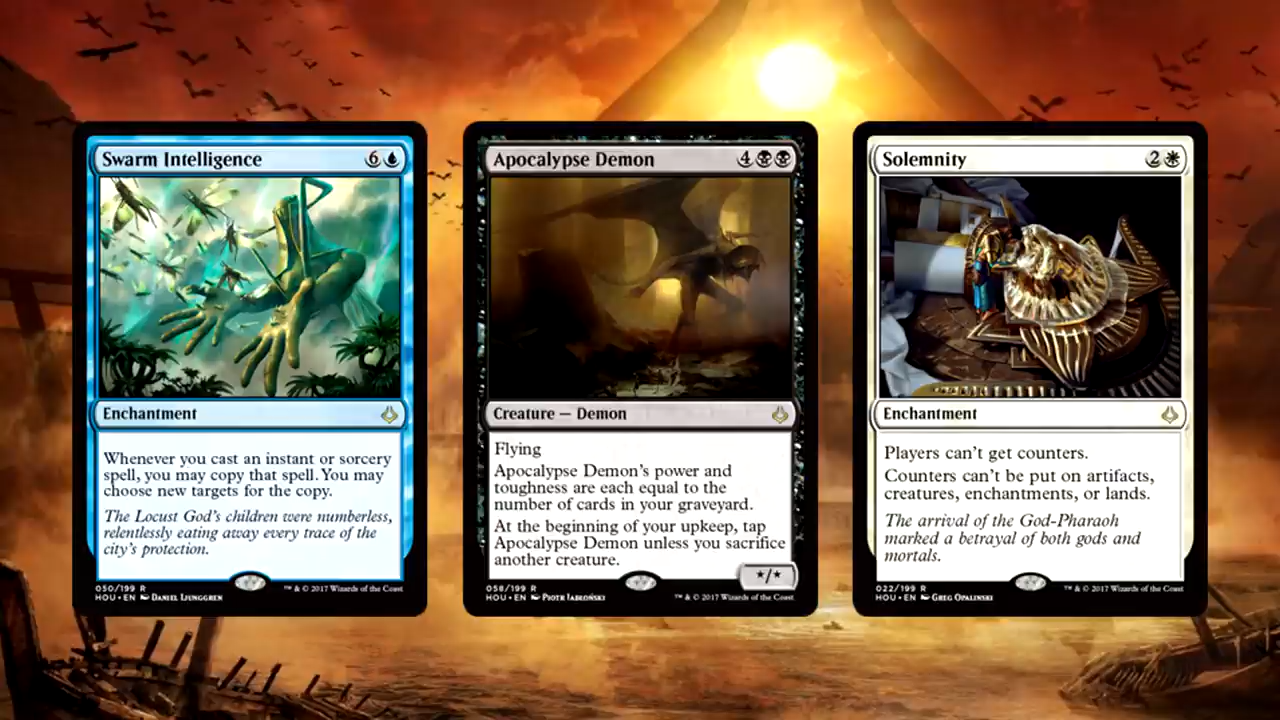 Swarm Intelligence 6
Enchantment
Whenever you cast an instant or sorcery
spell, you may copy that spell. You may
choose new targets for the copy.
The Locust God's children were numberless,
relentlessly eating away every trace of the
city's protection.
050/199 R
HOU • EN Daniel Ljunggren
™ & © 2017 Wizards of the Coast
Apocalypse Demon 4
Creature — Demon
Flying
Apocalypse Demon's power and
toughness are each equal to the
number of cards in your graveyard.
At the beginning of your upkeep, tap
Apocalypse Demon unless you sacrifice
another creature.
*/*
058/199 R
HOU • EN Piotr Jabłoński
™ & © 2017 Wizards of the Coast
Solemnity 2
Enchantment
Players can't get counters.
Counters can't be put on artifacts,
creatures, enchantments, or lands.
The arrival of the God-Pharaoh
marked a betrayal of both gods and
mortals.
022/199 R
HOU • EN Greg Opalinski
™ & © 2017 Wizards of the Coast